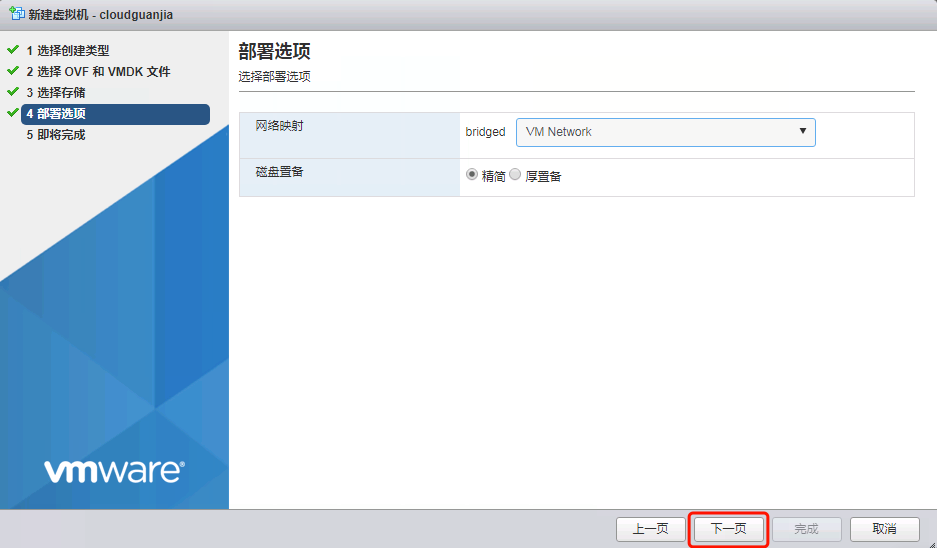 新建虚拟机 - cloudguanjia
1 选择创建类型
2 选择 OVF 和 VMDK 文件
3 选择存储
4 部署选项
5 即将完成
vmware®
部署选项
选择部署选项
网络映射 bridged VM Network
磁盘置备 精简 厚置备
上一页 下一页 完成 取消